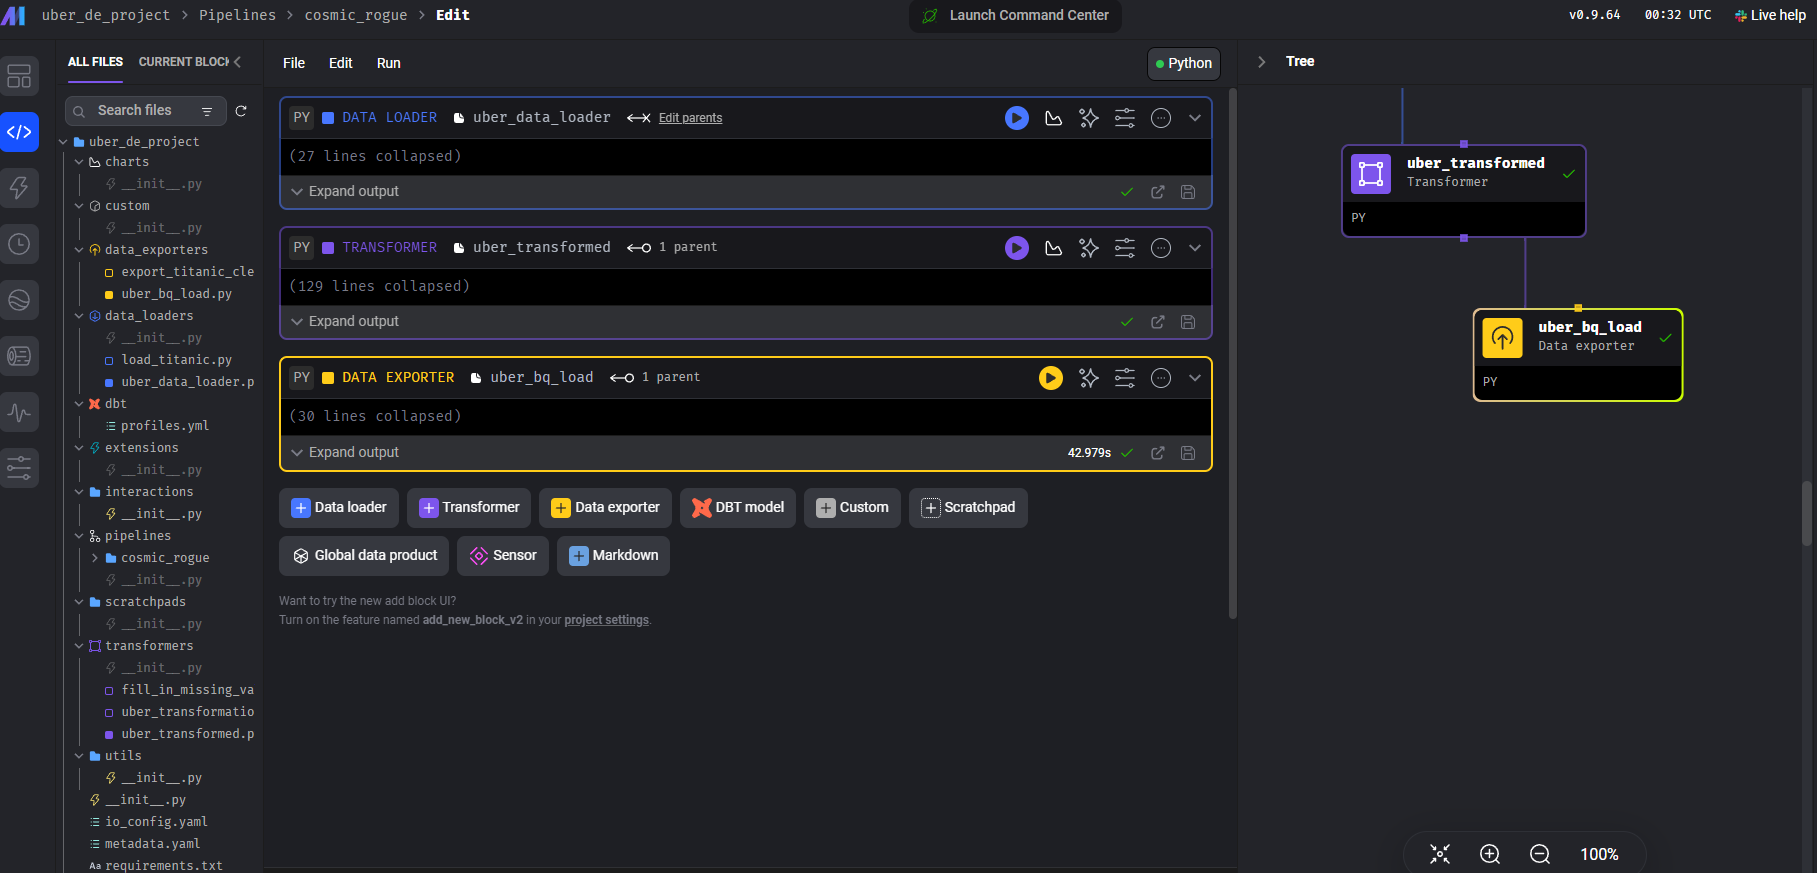 uber_de_project > Pipelines > cosmic_rogue > Edit
Launch Command Center
v0.9.64 00:32 UTC Live help
ALL FILES CURRENT BLOCK
Search files
uber_de_project
charts
__init__.py
custom
__init__.py
data_exporters
export_titanic_cle
uber_bq_load.py
data_loaders
__init__.py
load_titanic.py
uber_data_loader.p
dbt
profiles.yml
extensions
__init__.py
interactions
__init__.py
pipelines
cosmic_rogue
__init__.py
scratchpads
__init__.py
transformers
__init__.py
fill_in_missing_va
uber_transformatio
uber_transformed.p
utils
__init__.py
__init__.py
io_config.yaml
metadata.yaml
Aa requirements.txt
File Edit Run
Python
PY DATA LOADER uber_data_loader Edit parents
(27 lines collapsed)
Expand output
PY TRANSFORMER uber_transformed 1 parent
(129 lines collapsed)
Expand output
PY DATA EXPORTER uber_bq_load 1 parent
(30 lines collapsed)
Expand output 42.979s
Data loader Transformer Data exporter DBT model Custom Scratchpad
Global data product Sensor Markdown
Want to try the new add block UI?
Turn on the feature named add_new_block_v2 in your project settings.
Tree
uber_transformed
Transformer
PY
uber_bq_load
Data exporter
PY
100%